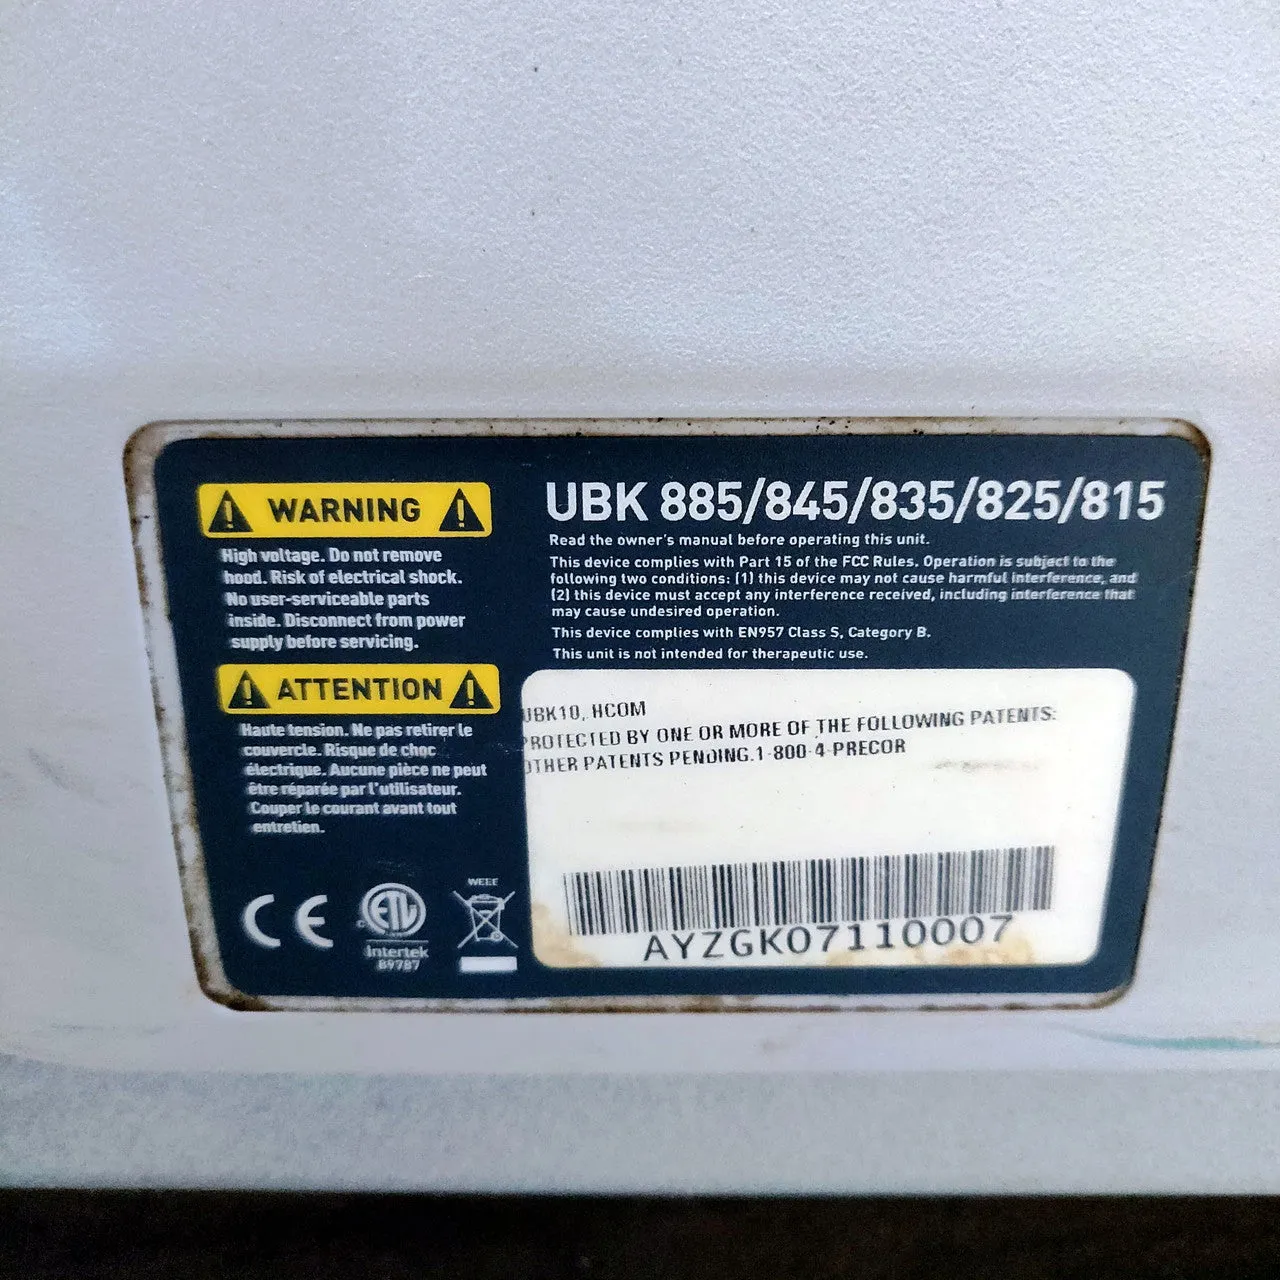 WARNING
High voltage. Do not remove
hood. Risk of electrical shock.
No user-serviceable parts
inside. Disconnect from power
supply before servicing.
ATTENTION
Haute tension. Ne pas retirer le
couvercle. Risque de choc
électrique. Aucune pièce ne peut
être réparée par l'utilisateur.
Couper le courant avant tout
entretien.
CE
ETL
Intertek
89787
WEEE
UBK 885/845/835/825/815
Read the owner's manual before operating this unit.
This device complies with Part 15 of the FCC Rules. Operation is subject to the
following two conditions: (1) this device may not cause harmful interference, and
(2) this device must accept any interference received, including interference that
may cause undesired operation.
This device complies with EN957 Class S, Category B.
This unit is not intended for therapeutic use.
UBK10, HCOM
PROTECTED BY ONE OR MORE OF THE FOLLOWING PATENTS:
OTHER PATENTS PENDING.1-800-4-PRECOR
AYZGK07110007